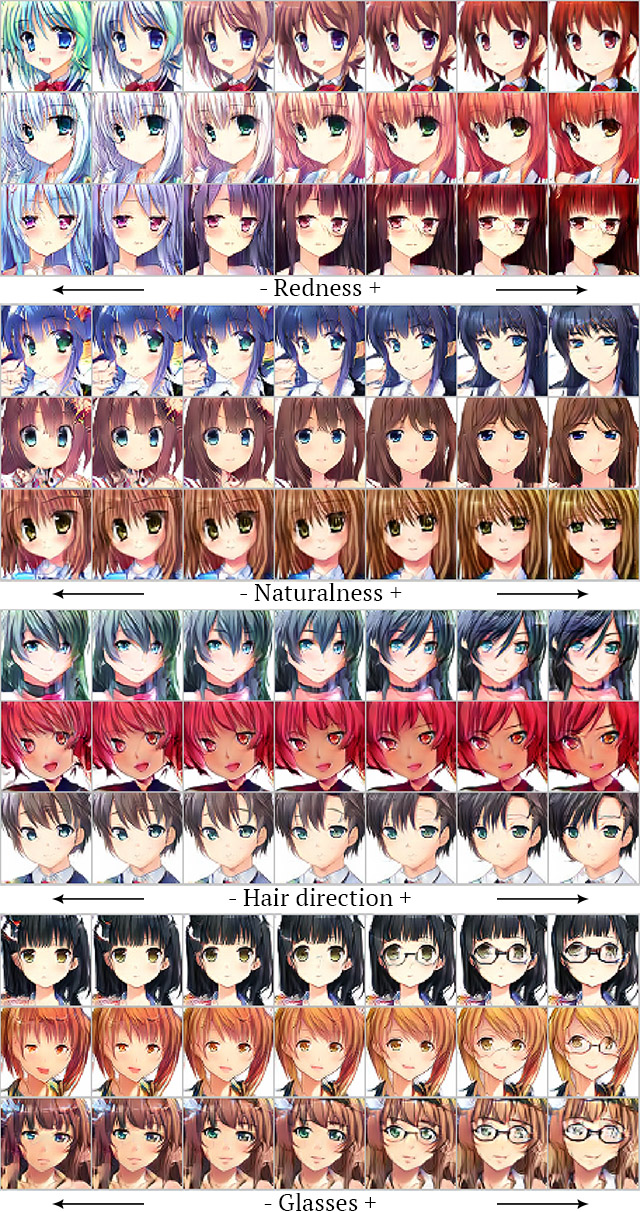 - Redness +
- Naturalness +
- Hair direction +
- Glasses +